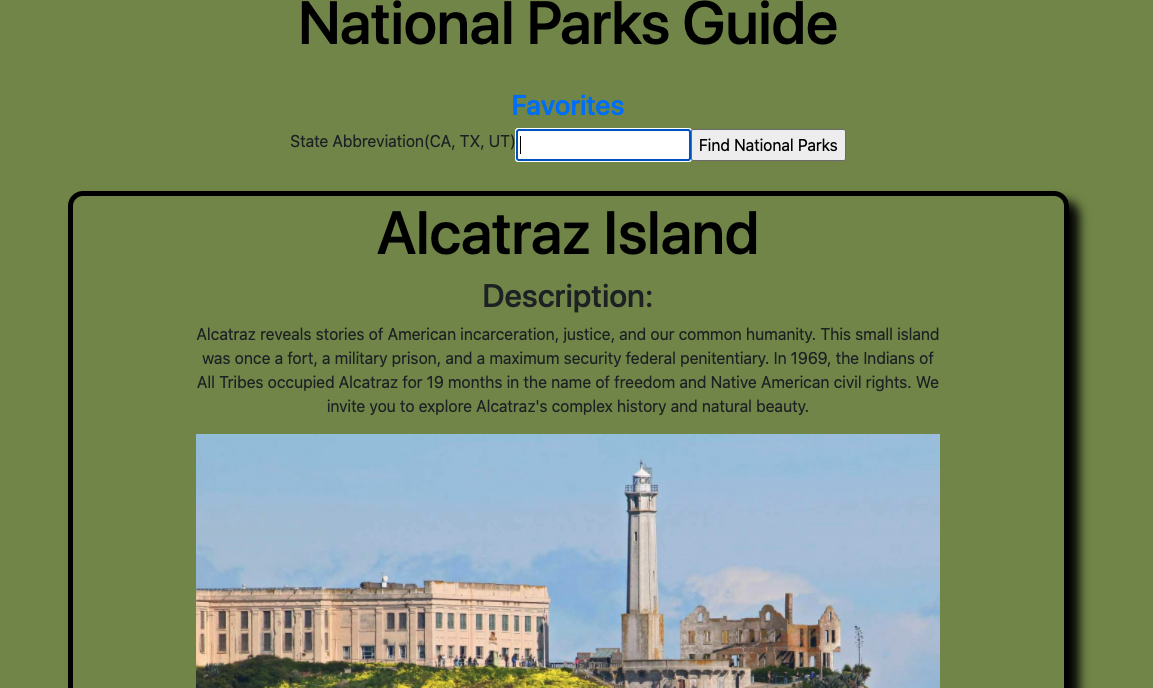 National Parks Guide
Favorites
State Abbreviation(CA, TX, UT) Find National Parks
Alcatraz Island
Description:
Alcatraz reveals stories of American incarceration, justice, and our common humanity. This small island
was once a fort, a military prison, and a maximum security federal penitentiary. In 1969, the Indians of
All Tribes occupied Alcatraz for 19 months in the name of freedom and Native American civil rights. We
invite you to explore Alcatraz's complex history and natural beauty.